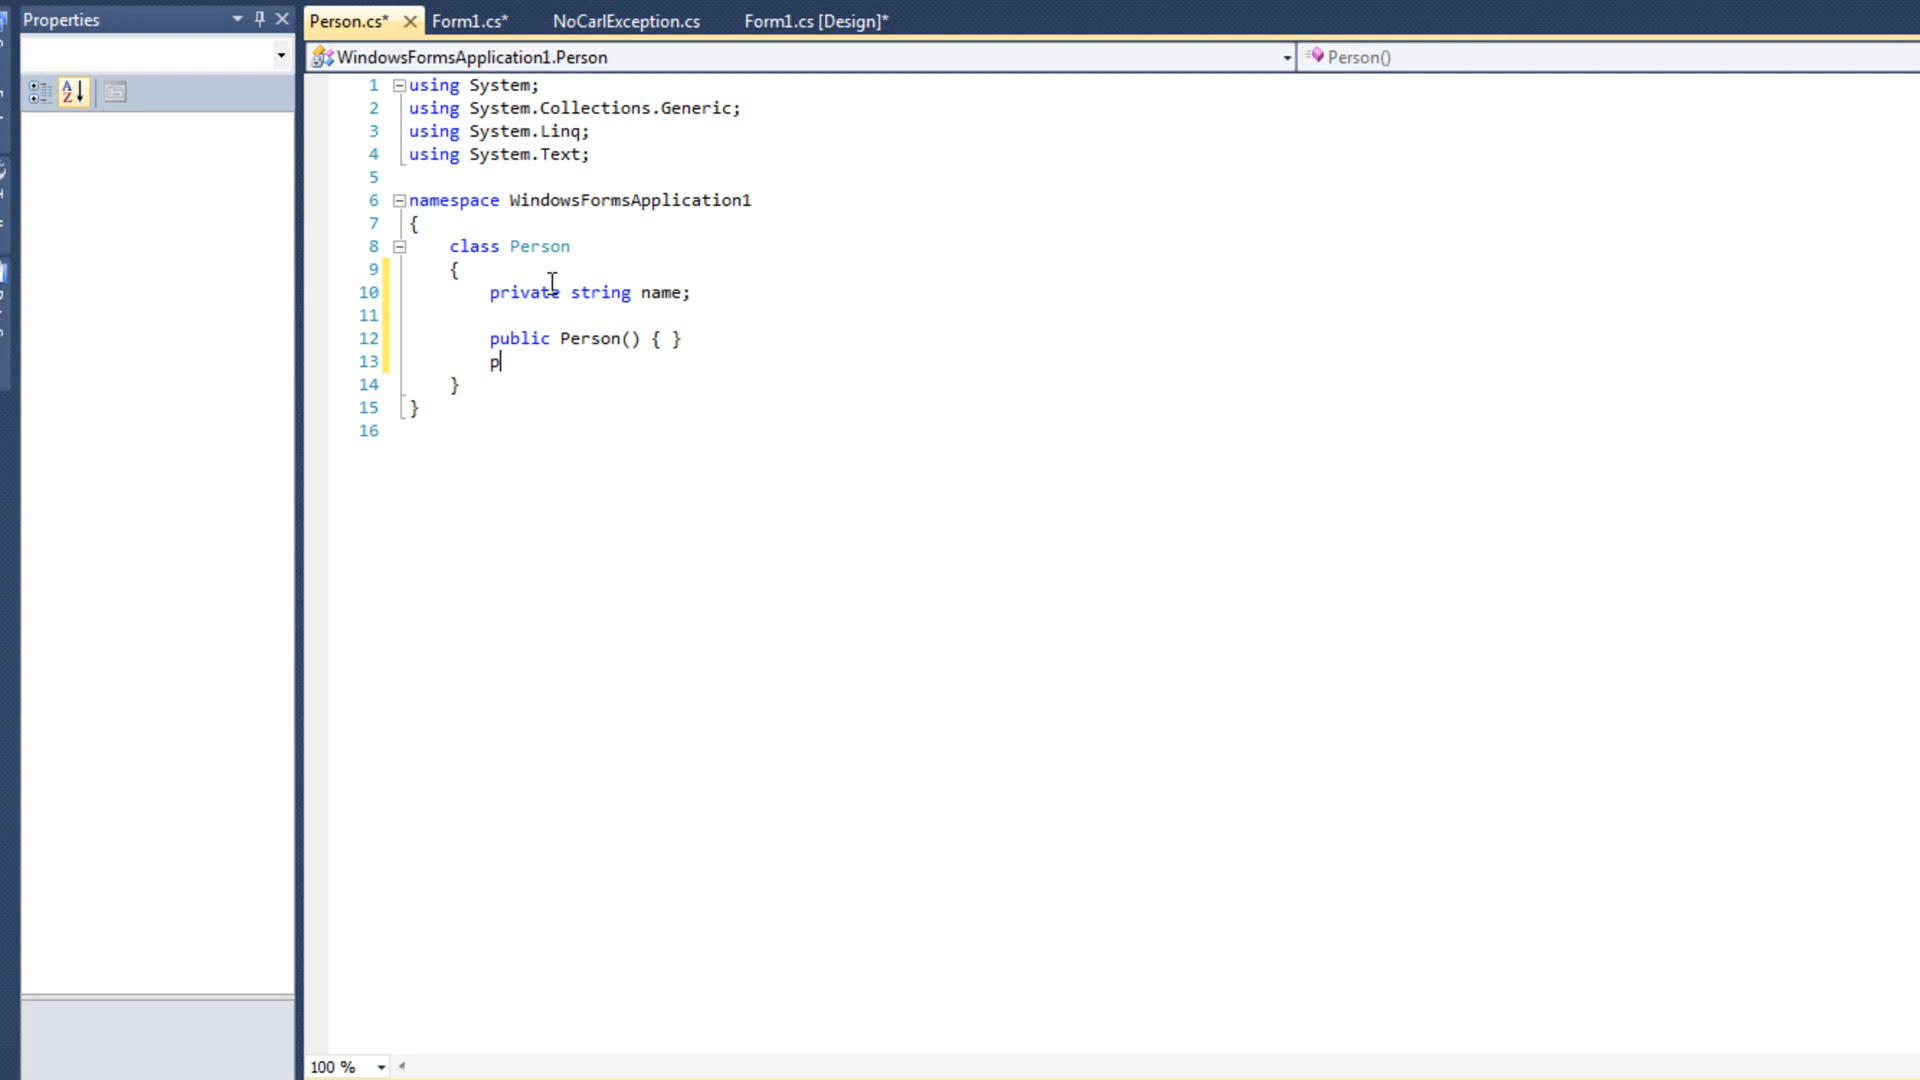 Properties
Person.cs* Form1.cs* NoCarlException.cs Form1.cs [Design]*
WindowsFormsApplication1.Person Person()
1 using System;
2 using System.Collections.Generic;
3 using System.Linq;
4 using System.Text;
5
6 namespace WindowsFormsApplication1
7 {
8 class Person
9 {
10 private string name;
11
12 public Person() { }
13 p
14 }
15 }
16
100 %